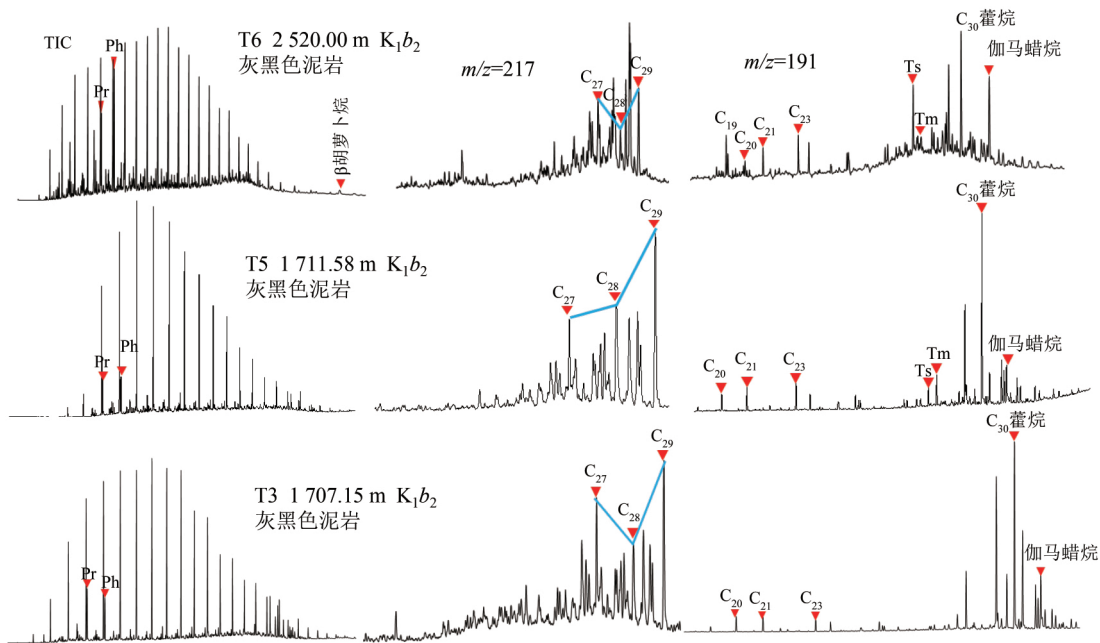 TIC
Pr
Ph
T6 2 520.00 m K₁b₂
灰黑色泥岩
β胡萝卜烷
m/z=217
C₂₇
C₂₈
C₂₉
m/z=191
C₁₉
C₂₀
C₂₁
C₂₃
Ts
Tm
C₃₀藿烷
伽马蜡烷
Pr
Ph
T5 1 711.58 m K₁b₂
灰黑色泥岩
C₂₇
C₂₈
C₂₉
C₂₀
C₂₁
C₂₃
Ts
Tm
C₃₀藿烷
伽马蜡烷
Pr
Ph
T3 1 707.15 m K₁b₂
灰黑色泥岩
C₂₇
C₂₈
C₂₉
C₂₀
C₂₁
C₂₃
C₃₀藿烷
伽马蜡烷